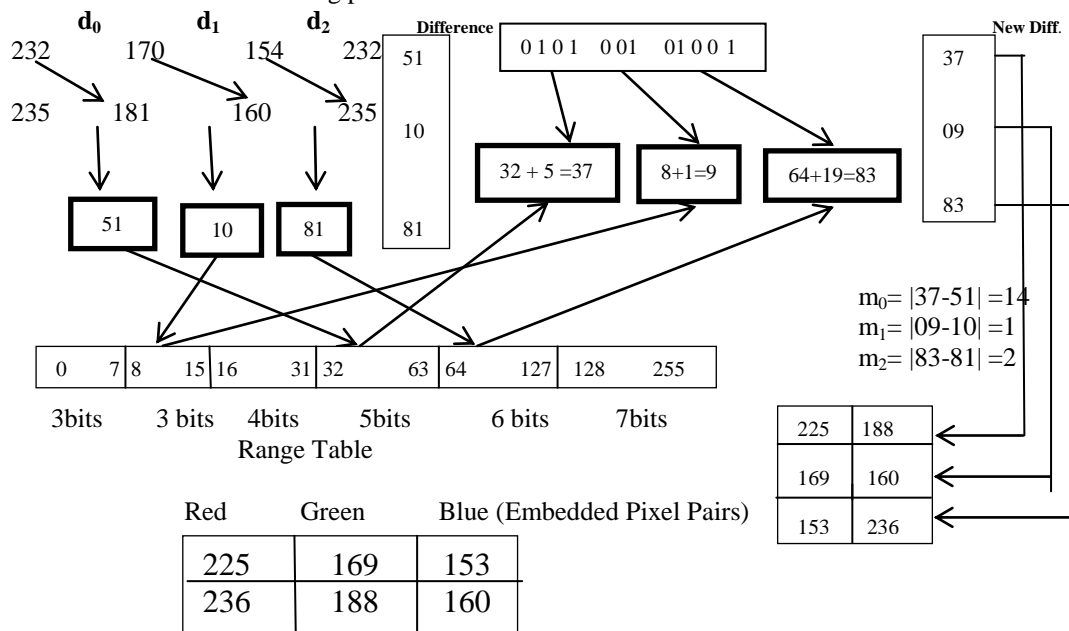 d0 d1 d2 Difference New Diff.
232 170 154 232
235 181 160 235
51
10
81
0 1 0 1 0 01 01 0 0 1
37
09
83
51 10 81
32 + 5 =37 8+1=9 64+19=83
m0= |37-51| =14
m1= |09-10| =1
m2= |83-81| =2
0 7 8 15 16 31 32 63 64 127 128 255
3bits 3 bits 4bits 5bits 6 bits 7bits
Range Table
225 188
169 160
153 236
Red Green Blue (Embedded Pixel Pairs)
225 169 153
236 188 160